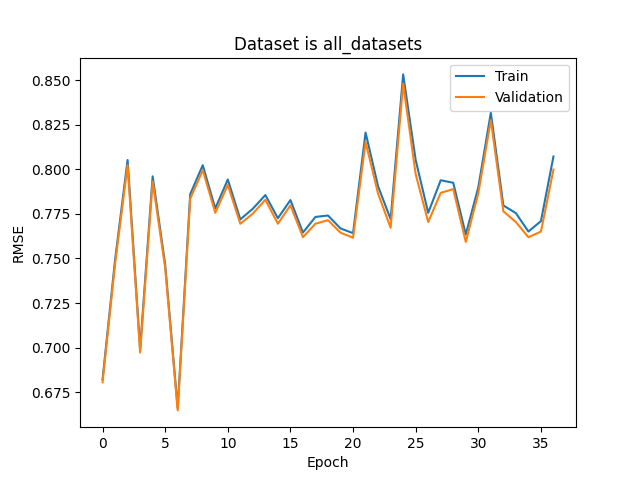 Dataset is all_datasets
Train
Validation
0.850
0.825
0.800
0.775
0.750
0.725
0.700
0.675
RMSE
0 5 10 15 20 25 30 35
Epoch